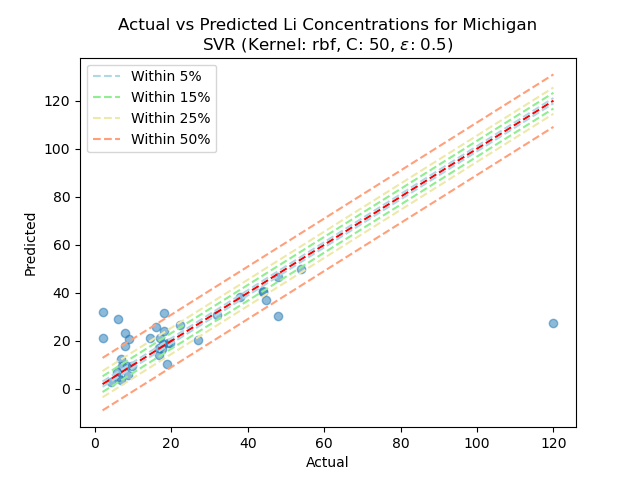 Actual vs Predicted Li Concentrations for Michigan
SVR (Kernel: rbf, C: 50, ε: 0.5)
Within 5%
Within 15%
Within 25%
Within 50%
120
100
80
60
40
20
0
Predicted
0 20 40 60 80 100 120
Actual